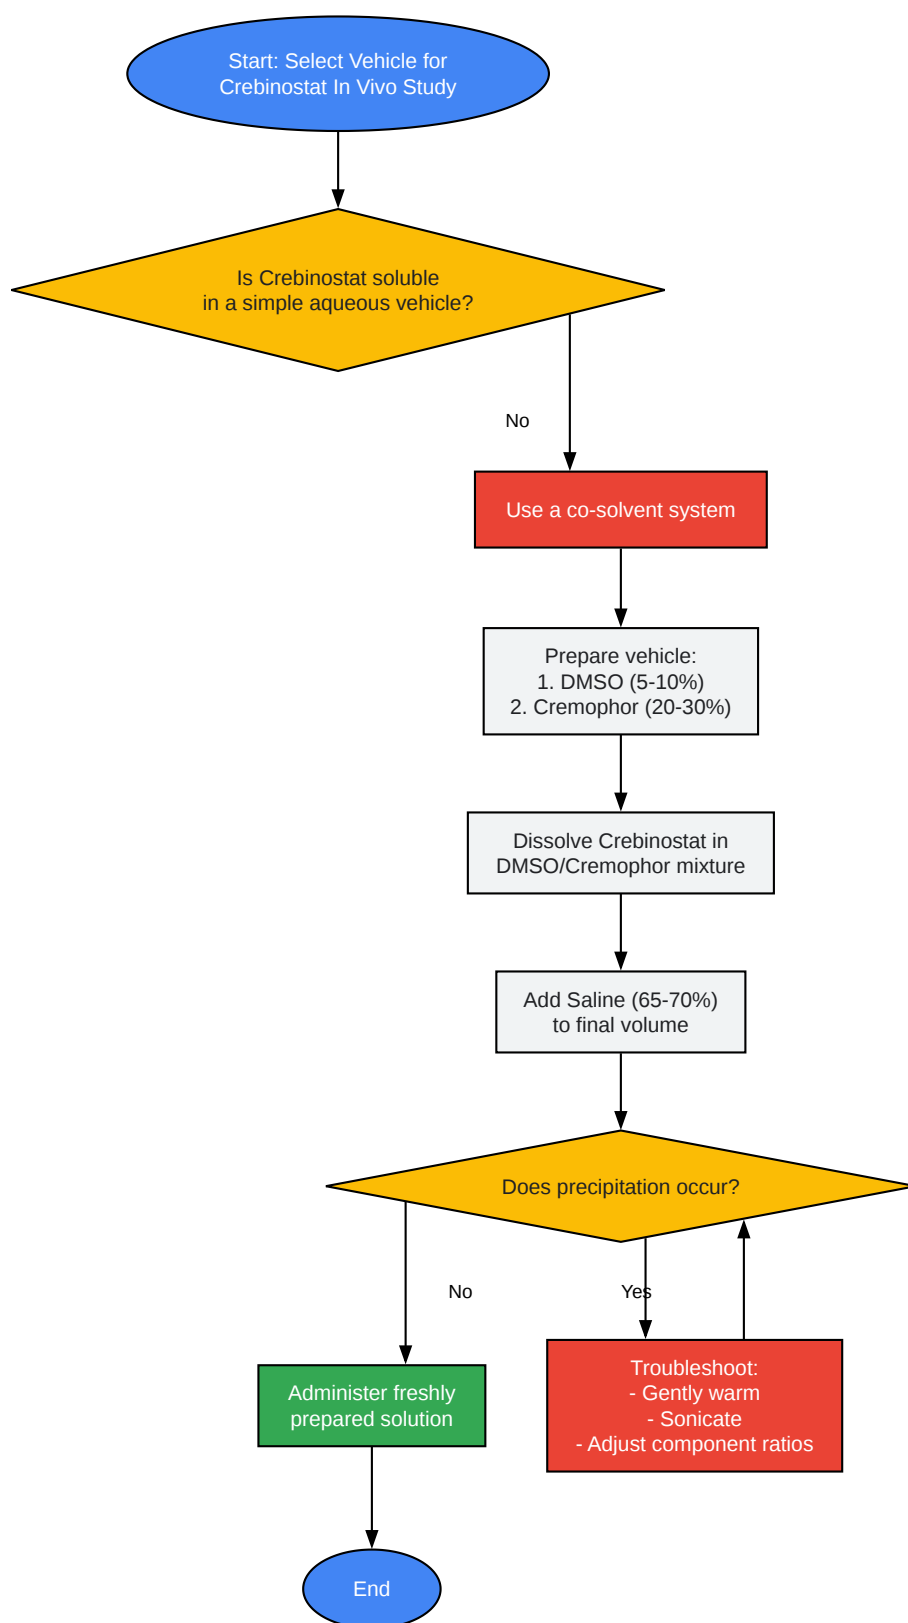 Start: Select Vehicle for
Crebinostat In Vivo Study
Is Crebinostat soluble
in a simple aqueous vehicle?
No
Use a co-solvent system
Prepare vehicle:
1. DMSO (5-10%)
2. Cremophor (20-30%)
Dissolve Crebinostat in
DMSO/Cremophor mixture
Add Saline (65-70%)
to final volume
Does precipitation occur?
No
Yes
Administer freshly
prepared solution
Troubleshoot:
- Gently warm
- Sonicate
- Adjust component ratios
End